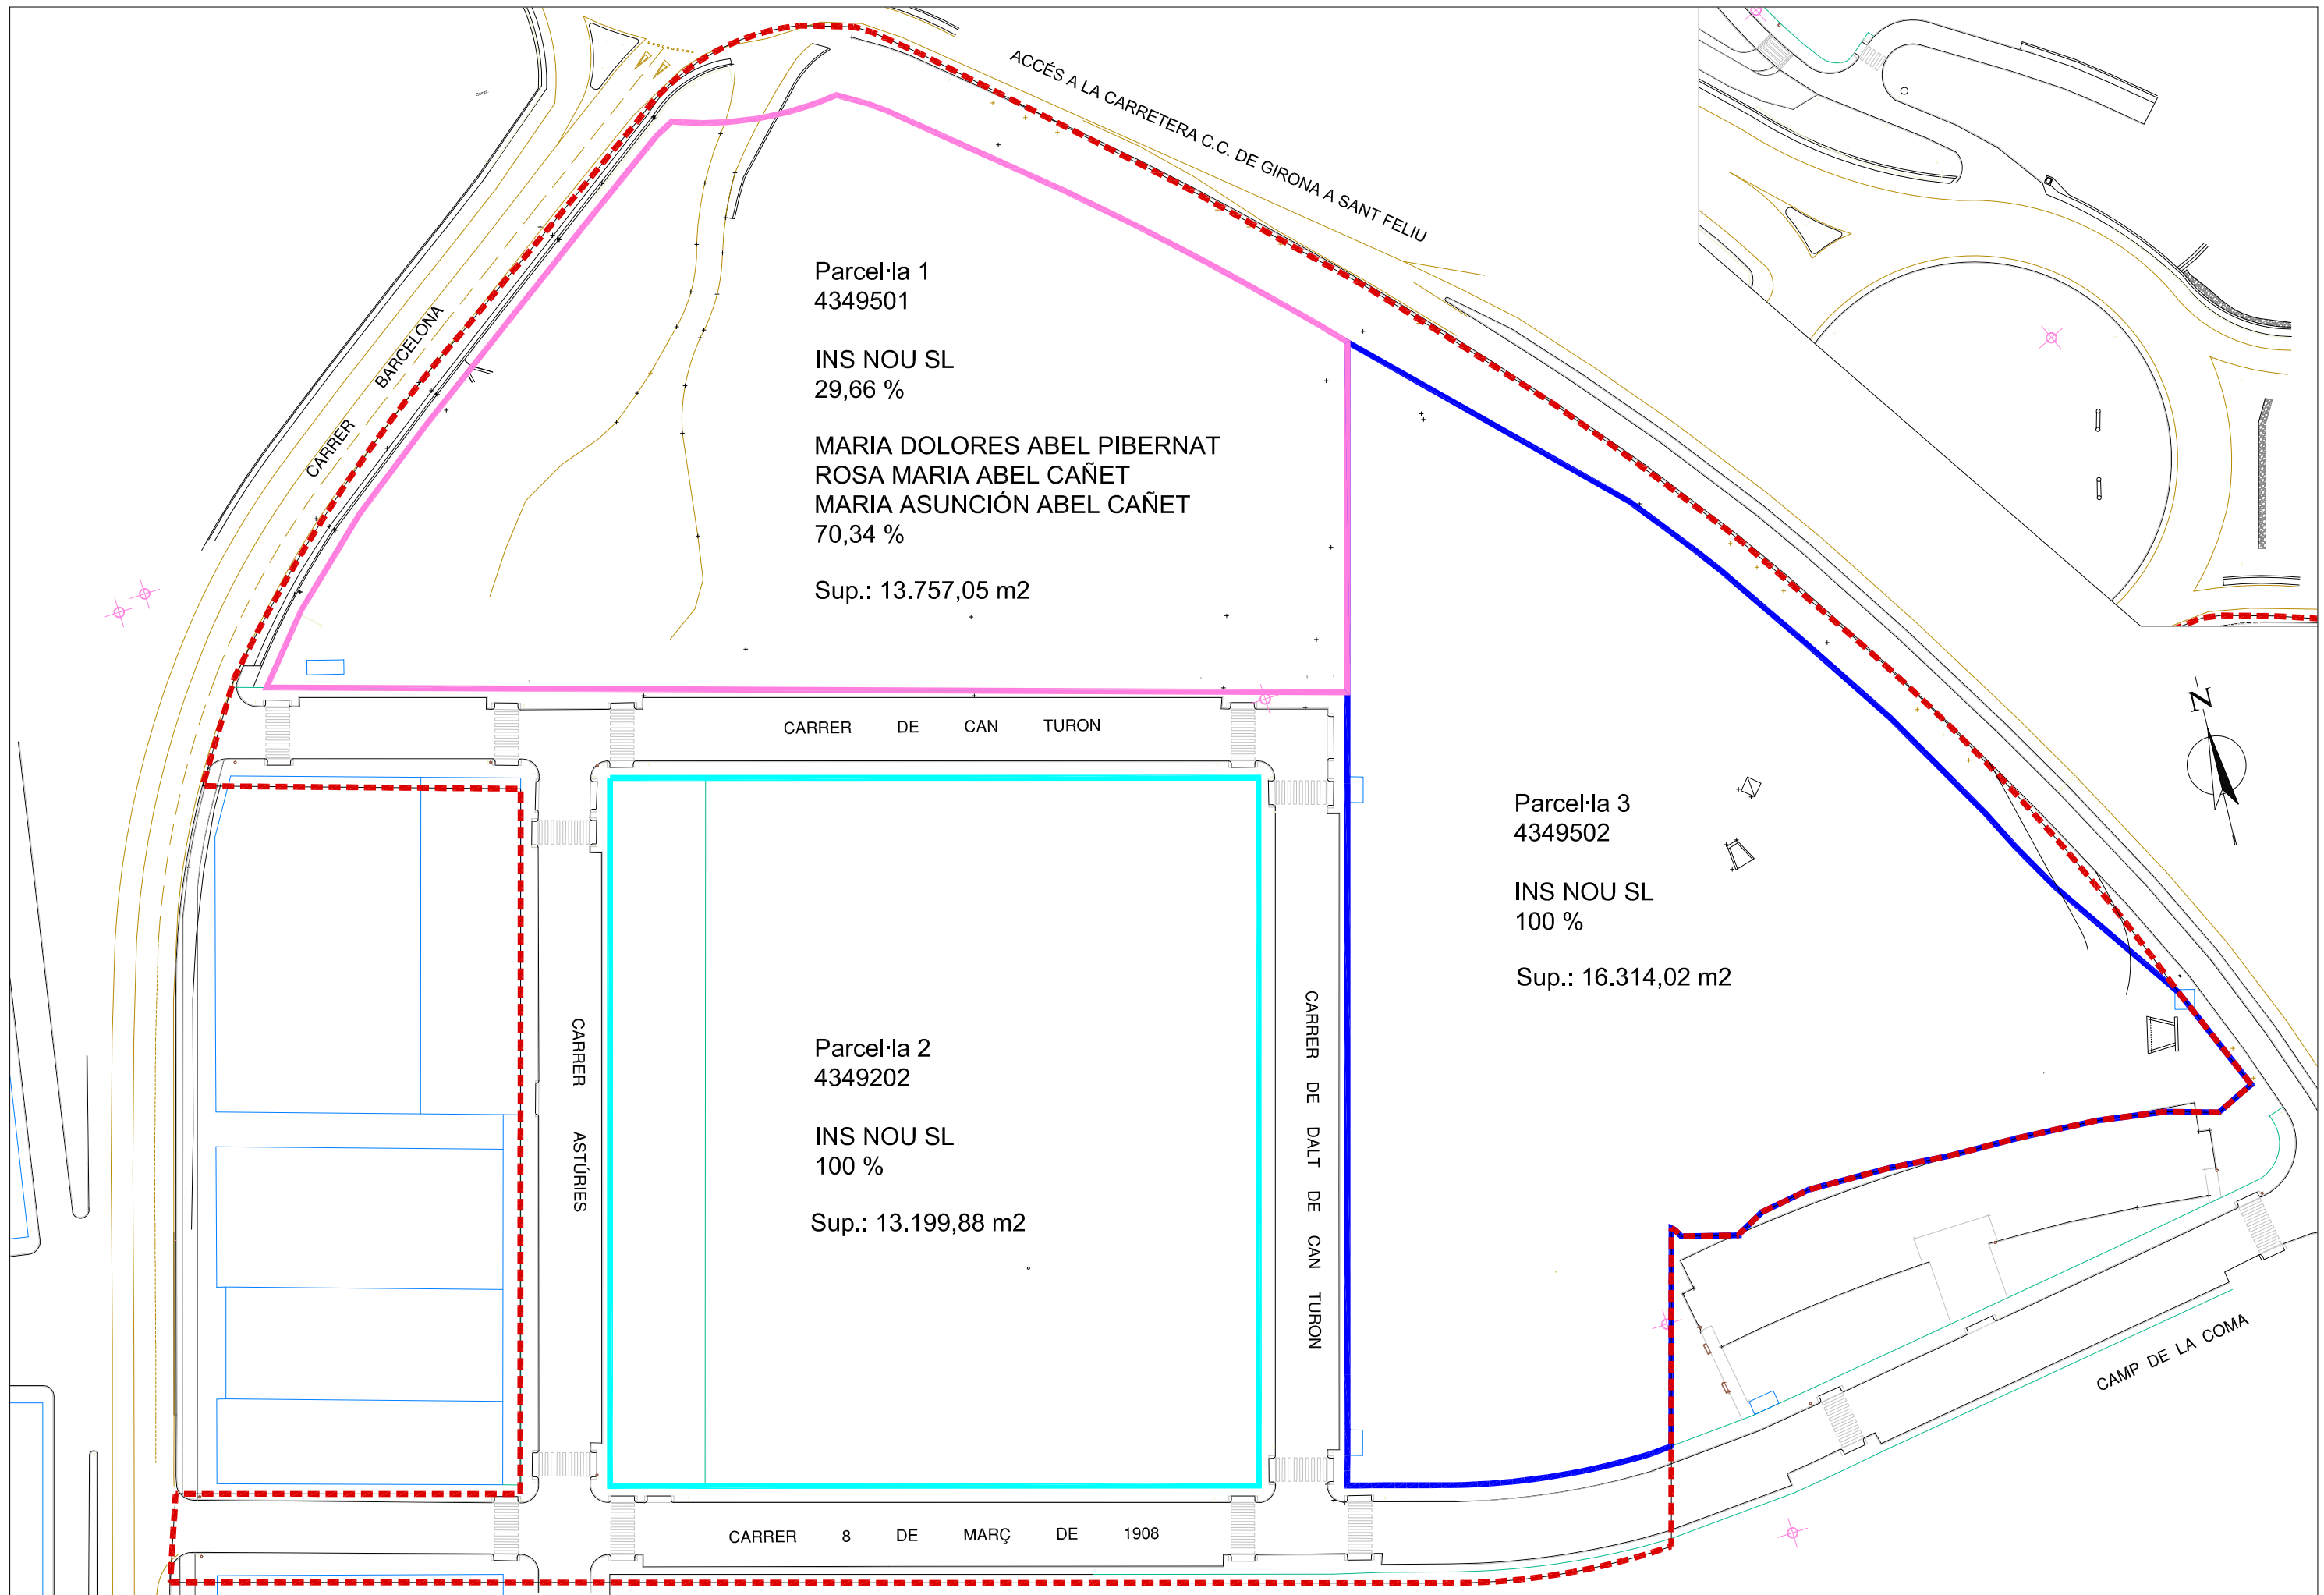 ACCÉS A LA CARRETERA C.C. DE GIRONA A SANT FELIU
CARRER BARCELONA
Parcel·la 1
4349501
INS NOU SL
29,66 %
MARIA DOLORES ABEL PIBERNAT
ROSA MARIA ABEL CAÑET
MARIA ASUNCIÓN ABEL CAÑET
70,34 %
Sup.: 13.757,05 m2
N
CARRER DE CAN TURON
Parcel·la 3
4349502
INS NOU SL
100 %
Sup.: 16.314,02 m2
CARRER ASTÚRIES
Parcel·la 2
4349202
INS NOU SL
100 %
Sup.: 13.199,88 m2
CARRER DE DALT DE CAN TURON
CAMP DE LA COMA
CARRER 8 DE MARÇ DE 1908